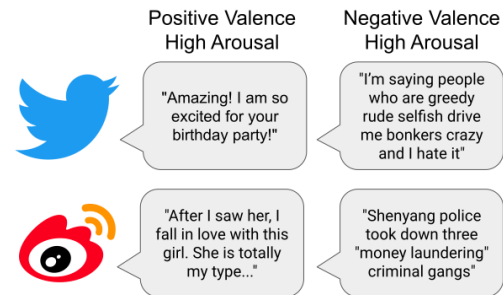 Positive Valence
High Arousal
Negative Valence
High Arousal
"Amazing! I am so
excited for your
birthday party!"
"I'm saying people
who are greedy
rude selfish drive
me bonkers crazy
and I hate it"
"After I saw her, I
fall in love with this
girl. She is totally
my type..."
"Shenyang police
took down three
"money laundering"
criminal gangs"